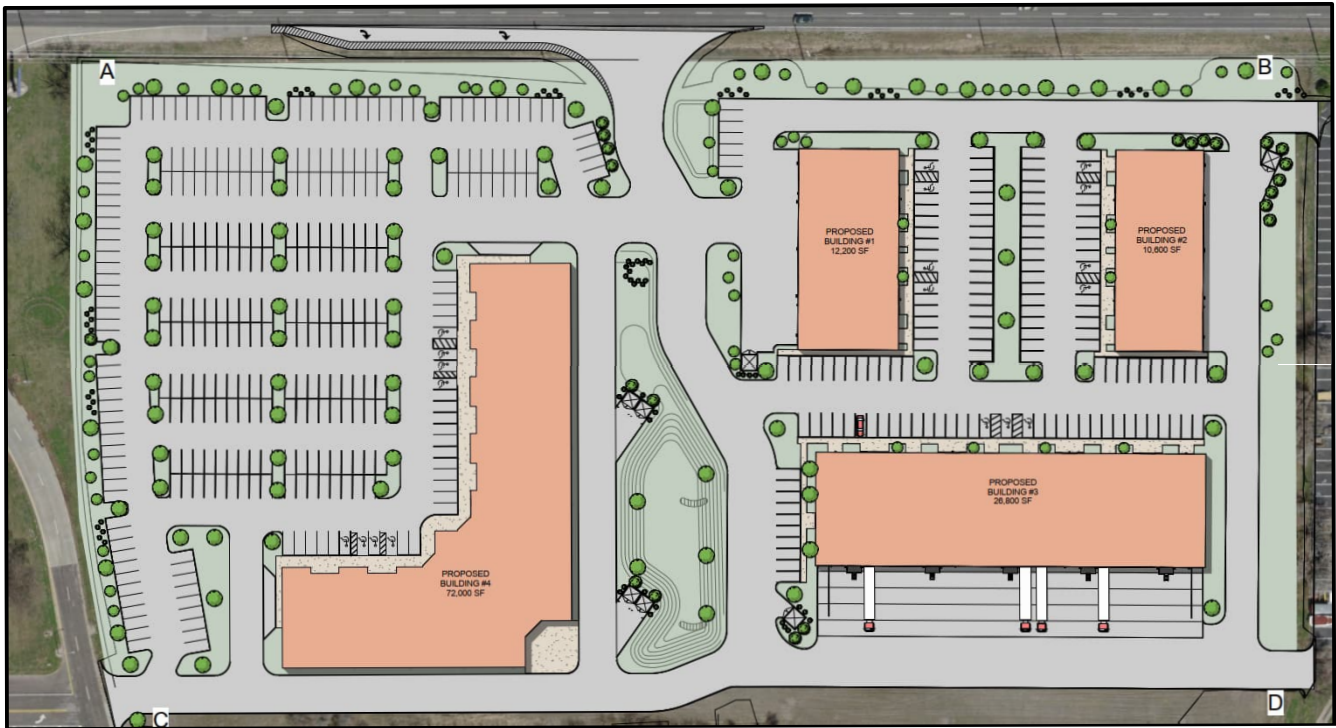 A
B
PROPOSED
BUILDING #1
12,200 SF
PROPOSED
BUILDING #2
10,600 SF
PROPOSED
BUILDING #3
26,800 SF
PROPOSED
BUILDING #4
72,000 SF
C
D